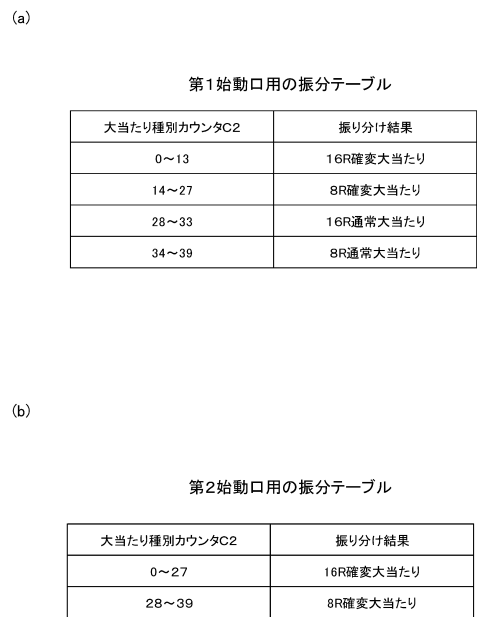 (a)
第1始動口用の振分テーブル
大当たり種別カウンタC2 振り分け結果
0～13 16R確変大当たり
14～27 8R確変大当たり
28～33 16R通常大当たり
34～39 8R通常大当たり
(b)
第2始動口用の振分テーブル
大当たり種別カウンタC2 振り分け結果
0～27 16R確変大当たり
28～39 8R確変大当たり